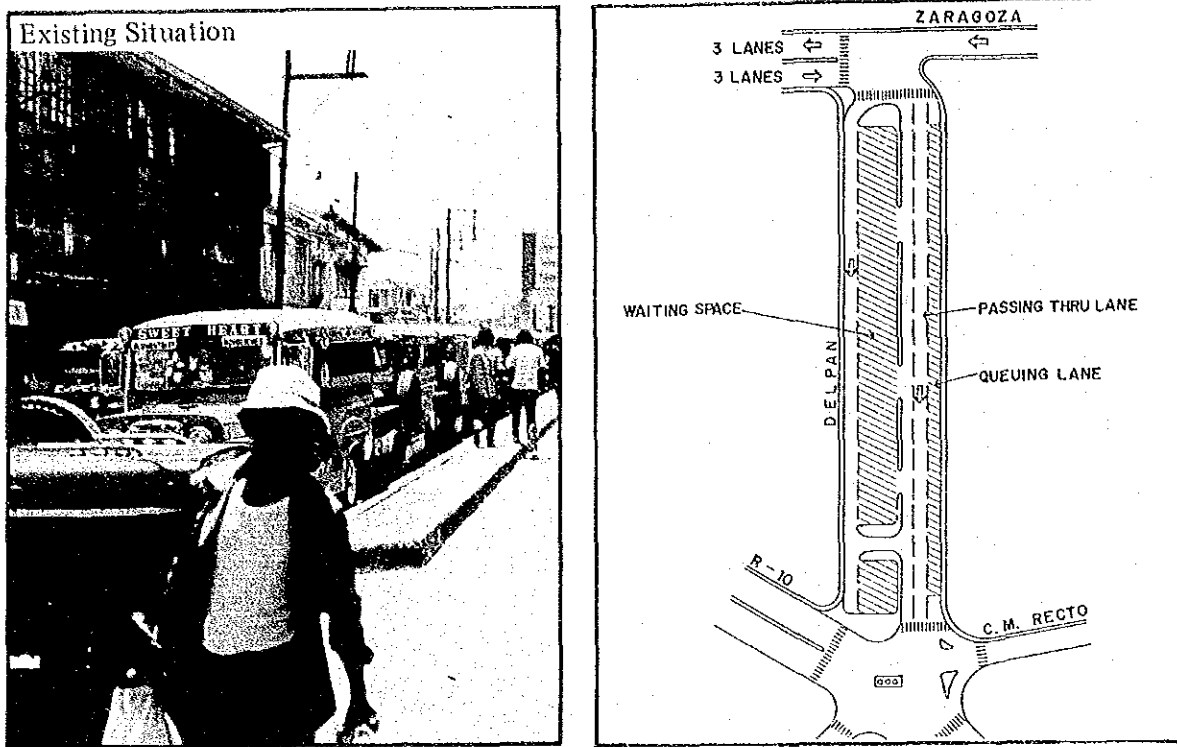 Existing Situation
SWEET HEART
ZARAGOZA
3 LANES
3 LANES
WAITING SPACE
PASSING THRU LANE
DELPAN
QUEUING LANE
R-10
C. M. RECTO